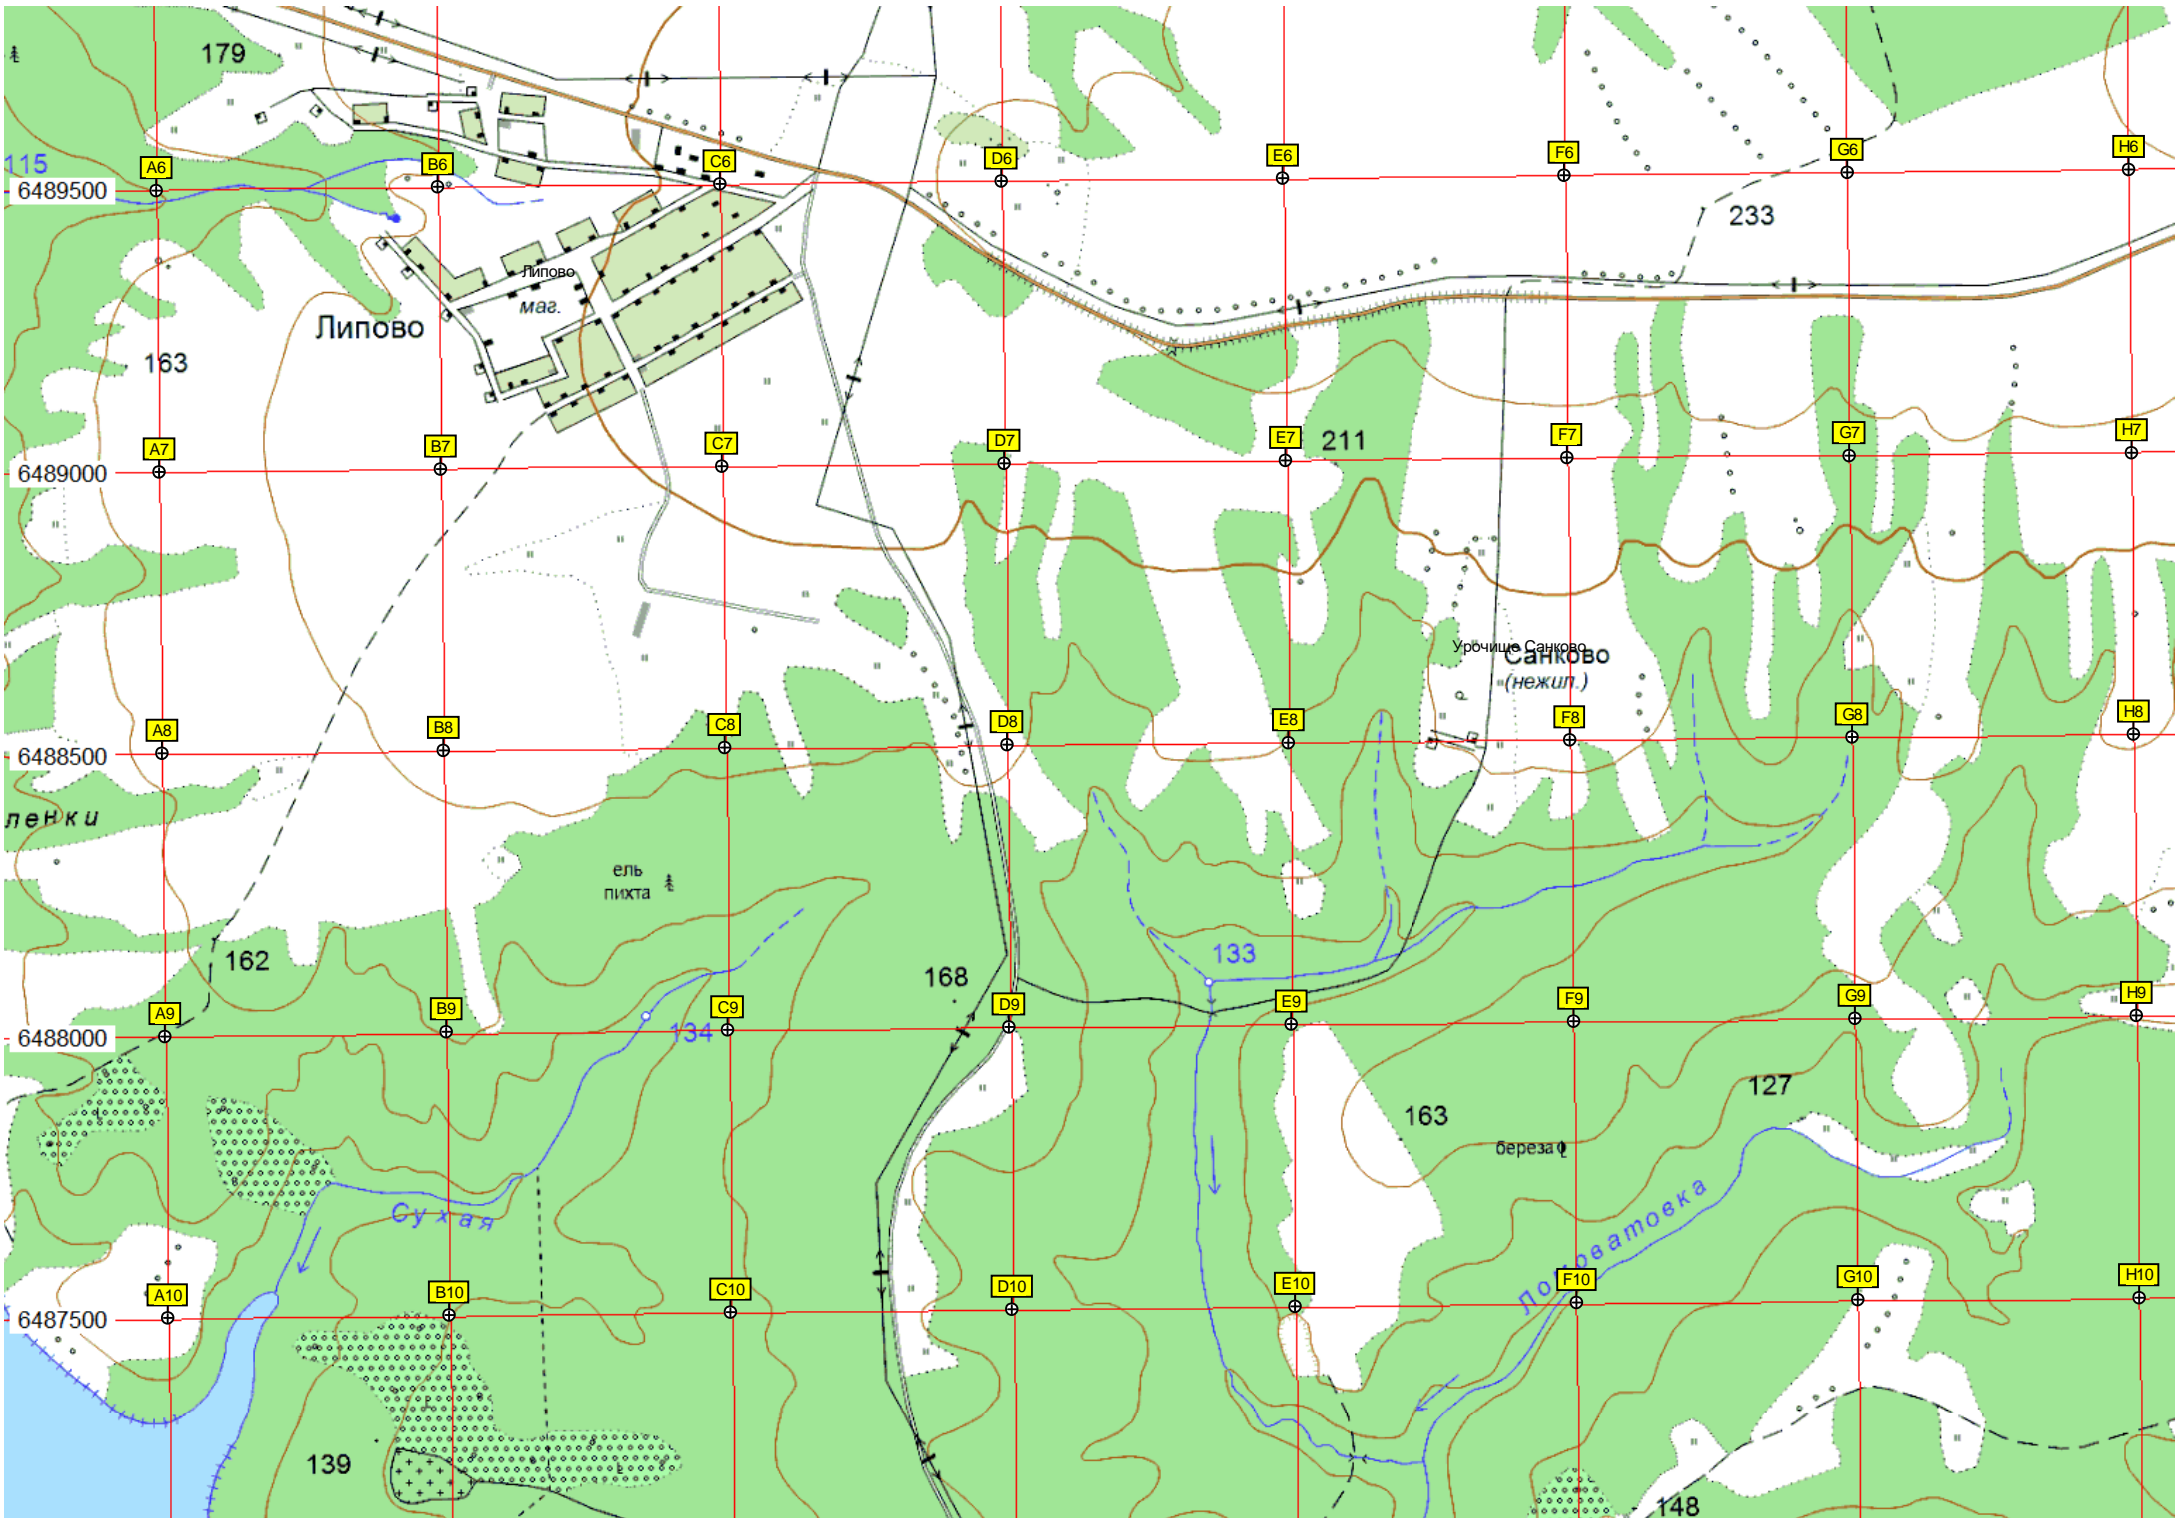 179
115
A6
B6
C6
D6
E6
F6
G6
H6
6489500
233
Липово
маг.
Липово
163
A7
B7
C7
D7
E7
211
F7
G7
H7
6489000
Урочище Санково
Санково
(нежил.)
A8
B8
C8
D8
E8
F8
G8
H8
6488500
ленки
ель
пихта
162
168
133
A9
B9
C9
D9
E9
F9
G9
H9
6488000
134
127
163
береза
Сухая
Ломоватовка
A10
B10
C10
D10
E10
F10
G10
H10
6487500
139
148